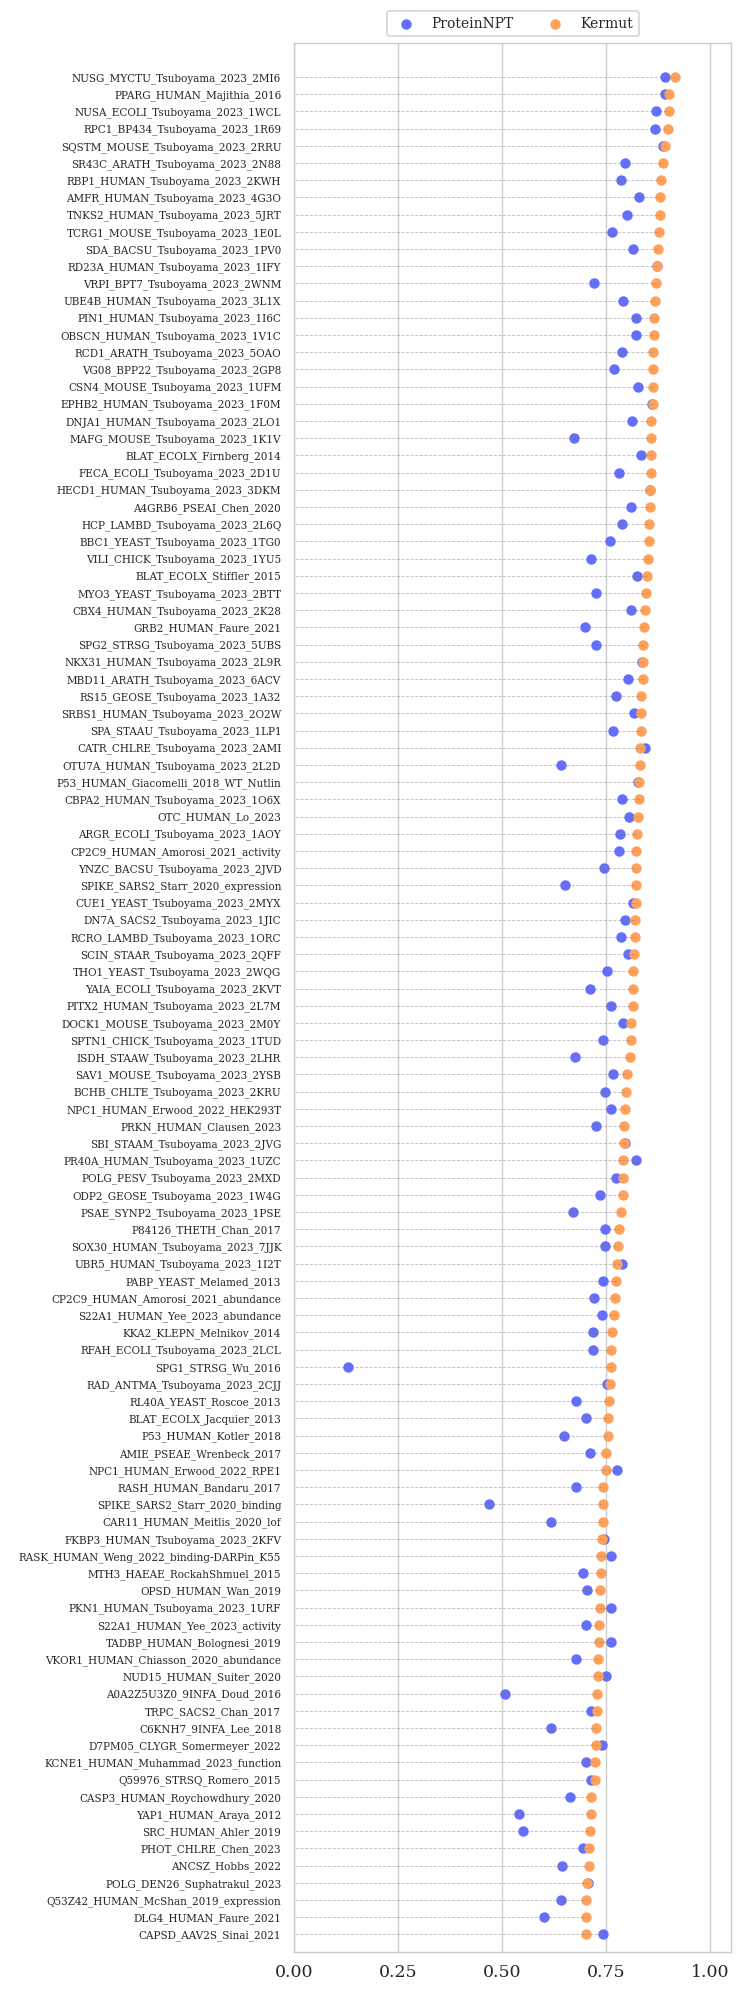 ProteinNPT Kermut
NUSG_MYCTU_Tsuboyama_2023_2MI6
PPARG_HUMAN_Majithia_2016
NUSA_ECOLI_Tsuboyama_2023_1WCL
RPC1_BP434_Tsuboyama_2023_1R69
SQSTM_MOUSE_Tsuboyama_2023_2RRU
SR43C_ARATH_Tsuboyama_2023_2N88
RBP1_HUMAN_Tsuboyama_2023_2KWH
AMFR_HUMAN_Tsuboyama_2023_4G3O
TNKS2_HUMAN_Tsuboyama_2023_5JRT
TCRG1_MOUSE_Tsuboyama_2023_1E0L
SDA_BACSU_Tsuboyama_2023_1PV0
RD23A_HUMAN_Tsuboyama_2023_1IFY
VRPI_BPT7_Tsuboyama_2023_2WNM
UBE4B_HUMAN_Tsuboyama_2023_3L1X
PIN1_HUMAN_Tsuboyama_2023_1I6C
OBSCN_HUMAN_Tsuboyama_2023_1V1C
RCD1_ARATH_Tsuboyama_2023_5OAO
VG08_BPP22_Tsuboyama_2023_2GP8
CSN4_MOUSE_Tsuboyama_2023_1UFM
EPHB2_HUMAN_Tsuboyama_2023_1F0M
DNJA1_HUMAN_Tsuboyama_2023_2LO1
MAFG_MOUSE_Tsuboyama_2023_1K1V
BLAT_ECOLX_Firnberg_2014
FECA_ECOLI_Tsuboyama_2023_2D1U
HECD1_HUMAN_Tsuboyama_2023_3DKM
A4GRB6_PSEAI_Chen_2020
HCP_LAMBD_Tsuboyama_2023_2L6Q
BBC1_YEAST_Tsuboyama_2023_1TG0
VILI_CHICK_Tsuboyama_2023_1YU5
BLAT_ECOLX_Stiffler_2015
MYO3_YEAST_Tsuboyama_2023_2BTT
CBX4_HUMAN_Tsuboyama_2023_2K28
GRB2_HUMAN_Faure_2021
SPG2_STRSG_Tsuboyama_2023_5UBS
NKX31_HUMAN_Tsuboyama_2023_2L9R
MBD11_ARATH_Tsuboyama_2023_6ACV
RS15_GEOSE_Tsuboyama_2023_1A32
SRBS1_HUMAN_Tsuboyama_2023_2O2W
SPA_STAAU_Tsuboyama_2023_1LP1
CATR_CHLRE_Tsuboyama_2023_2AMI
OTU7A_HUMAN_Tsuboyama_2023_2L2D
P53_HUMAN_Giacomelli_2018_WT_Nutlin
CBPA2_HUMAN_Tsuboyama_2023_1O6X
OTC_HUMAN_Lo_2023
ARGR_ECOLI_Tsuboyama_2023_1AOY
CP2C9_HUMAN_Amorosi_2021_activity
YNZC_BACSU_Tsuboyama_2023_2JVD
SPIKE_SARS2_Starr_2020_expression
CUE1_YEAST_Tsuboyama_2023_2MYX
DN7A_SACS2_Tsuboyama_2023_1JIC
RCRO_LAMBD_Tsuboyama_2023_1ORC
SCIN_STAAR_Tsuboyama_2023_2QFF
THO1_YEAST_Tsuboyama_2023_2WQG
YAIA_ECOLI_Tsuboyama_2023_2KVT
PITX2_HUMAN_Tsuboyama_2023_2L7M
DOCK1_MOUSE_Tsuboyama_2023_2M0Y
SPTN1_CHICK_Tsuboyama_2023_1TUD
ISDH_STAAW_Tsuboyama_2023_2LHR
SAV1_MOUSE_Tsuboyama_2023_2YSB
BCHB_CHLTE_Tsuboyama_2023_2KRU
NPC1_HUMAN_Erwood_2022_HEK293T
PRKN_HUMAN_Clausen_2023
SBI_STAAM_Tsuboyama_2023_2JVG
PR40A_HUMAN_Tsuboyama_2023_1UZC
POLG_PESV_Tsuboyama_2023_2MXD
ODP2_GEOSE_Tsuboyama_2023_1W4G
PSAE_SYNP2_Tsuboyama_2023_1PSE
P84126_THETH_Chan_2017
SOX30_HUMAN_Tsuboyama_2023_7JJK
UBR5_HUMAN_Tsuboyama_2023_1I2T
PABP_YEAST_Melamed_2013
CP2C9_HUMAN_Amorosi_2021_abundance
S22A1_HUMAN_Yee_2023_abundance
KKA2_KLEPN_Melnikov_2014
RFAH_ECOLI_Tsuboyama_2023_2LCL
SPG1_STRSG_Wu_2016
RAD_ANTMA_Tsuboyama_2023_2CJJ
RL40A_YEAST_Roscoe_2013
BLAT_ECOLX_Jacquier_2013
P53_HUMAN_Kotler_2018
AMIE_PSEAE_Wrenbeck_2017
NPC1_HUMAN_Erwood_2022_RPE1
RASH_HUMAN_Bandaru_2017
SPIKE_SARS2_Starr_2020_binding
CAR11_HUMAN_Meitlis_2020_lof
FKBP3_HUMAN_Tsuboyama_2023_2KFV
RASK_HUMAN_Weng_2022_binding-DARPin_K55
MTH3_HAEAE_RockahShmuel_2015
OPSD_HUMAN_Wan_2019
PKN1_HUMAN_Tsuboyama_2023_1URF
S22A1_HUMAN_Yee_2023_activity
TADBP_HUMAN_Bolognesi_2019
VKOR1_HUMAN_Chiasson_2020_abundance
NUD15_HUMAN_Suiter_2020
A0A2Z5U3Z0_9INFA_Doud_2016
TRPC_SACS2_Chan_2017
C6KNH7_9INFA_Lee_2018
D7PM05_CLYGR_Somermeyer_2022
KCNE1_HUMAN_Muhammad_2023_function
Q59976_STRSQ_Romero_2015
CASP3_HUMAN_Roychowdhury_2020
YAP1_HUMAN_Araya_2012
SRC_HUMAN_Ahler_2019
PHOT_CHLRE_Chen_2023
ANCSZ_Hobbs_2022
POLG_DEN26_Suphatrakul_2023
Q53Z42_HUMAN_McShan_2019_expression
DLG4_HUMAN_Faure_2021
CAPSD_AAV2S_Sinai_2021
0.00 0.25 0.50 0.75 1.00